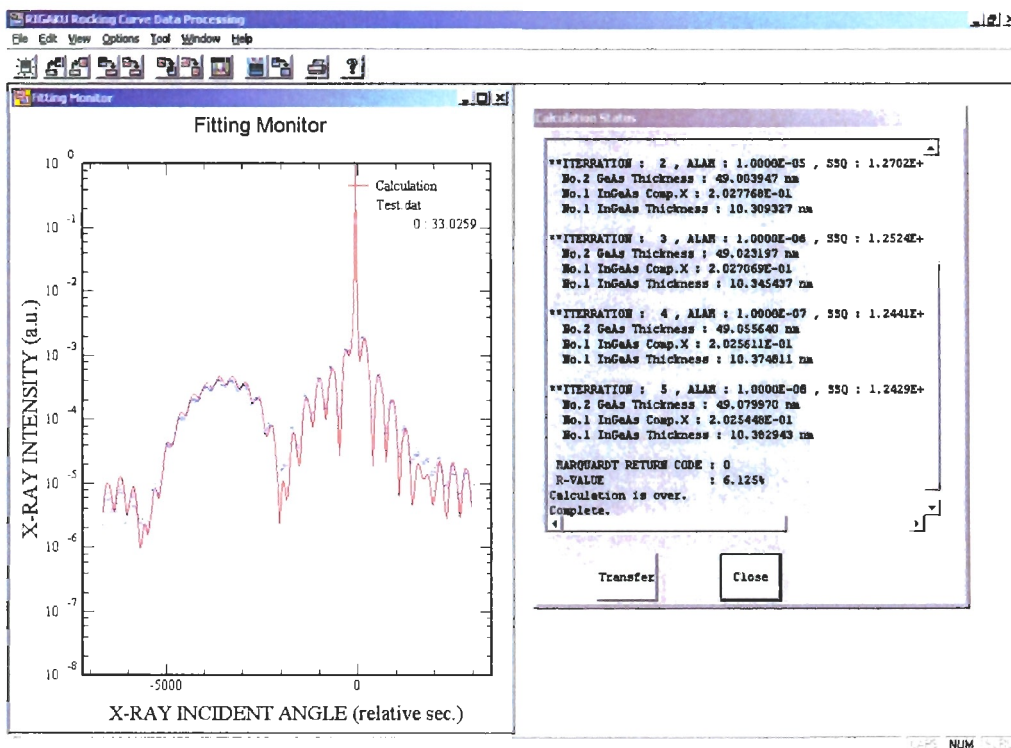 RIGAKU Rocking Curve Data Processing
File Edit View Options Tool Window Help
Fitting Monitor
Fitting Monitor
10 0
10 -1
10 -2
10 -3
10 -4
10 -5
10 -6
10 -7
10 -8
X-RAY INTENSITY (a.u.)
Calculation
Test.dat
0 : 33.0259
-5000 0
X-RAY INCIDENT ANGLE (relative sec.)
Calculation Status
**ITERRATION : 2 , ALAM : 1.0000E-05 , SSQ : 1.2702E+
No.2 GaAs Thickness : 49.003947 nm
No.1 InGaAs Comp.X : 2.027768E-01
No.1 InGaAs Thickness : 10.309327 nm
**ITERRATION : 3 , ALAM : 1.0000E-06 , SSQ : 1.2524E+
No.2 GaAs Thickness : 49.023197 nm
No.1 InGaAs Comp.X : 2.027069E-01
No.1 InGaAs Thickness : 10.345437 nm
**ITERRATION : 4 , ALAM : 1.0000E-07 , SSQ : 1.2441E+
No.2 GaAs Thickness : 49.055640 nm
No.1 InGaAs Comp.X : 2.025611E-01
No.1 InGaAs Thickness : 10.374811 nm
**ITERRATION : 5 , ALAM : 1.0000E-08 , SSQ : 1.2429E+
No.2 GaAs Thickness : 49.079970 nm
No.1 InGaAs Comp.X : 2.025448E-01
No.1 InGaAs Thickness : 10.382943 nm
MARQUARDT RETURN CODE : 0
R-VALUE : 6.125%
Calculation is over.
Complete.
Transfer Close
CAPS NUM